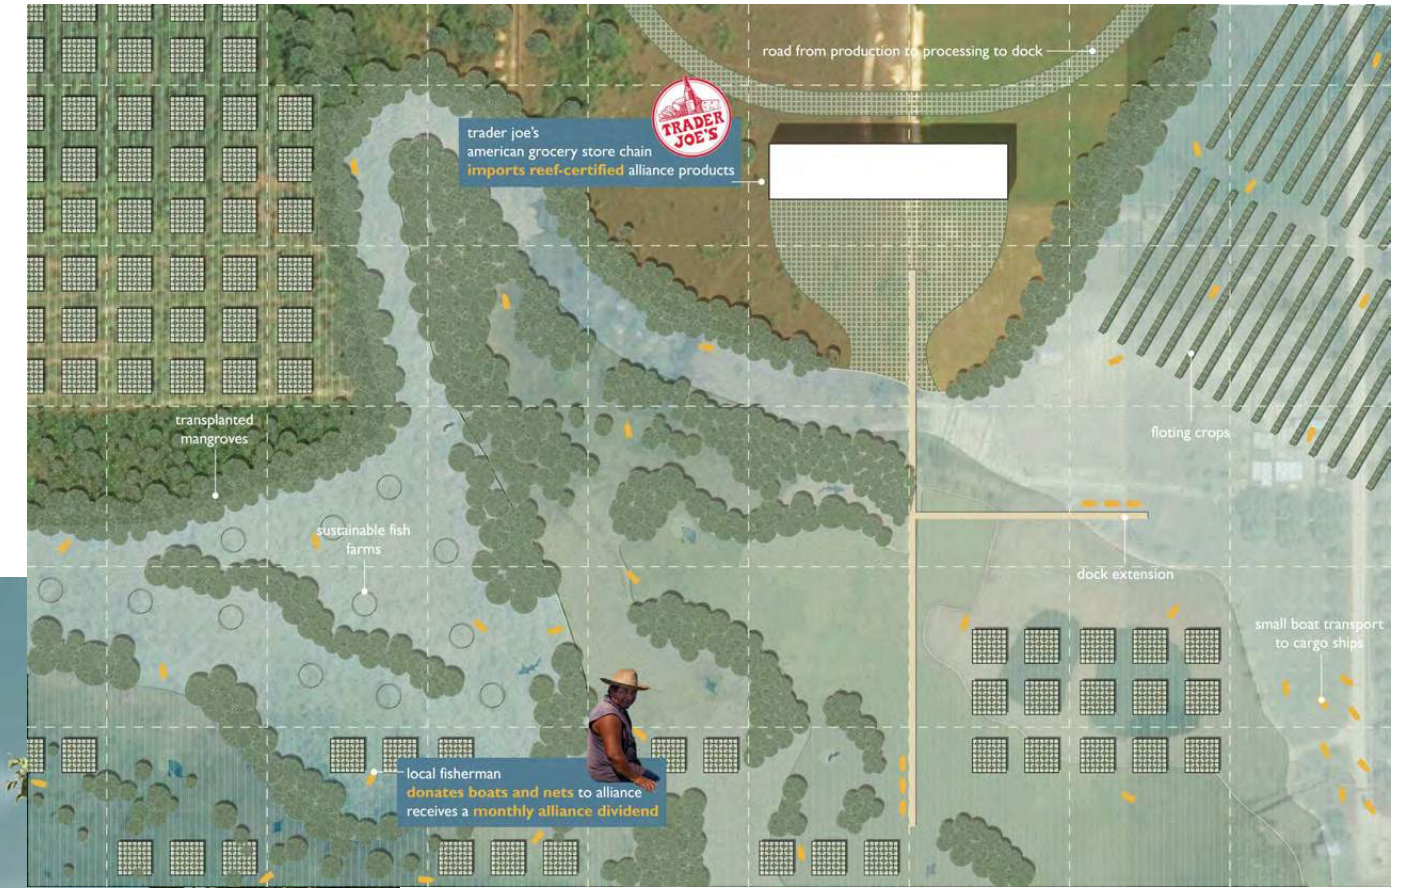 road from production to processing to dock
TRADER
JOE'S
trader joe's
american grocery store chain
imports reef-certified alliance products
transplanted
mangroves
floting crops
sustainable fish
farms
dock extension
small boat transport
to cargo ships
local fisherman
donates boats and nets to alliance
receives a monthly alliance dividend